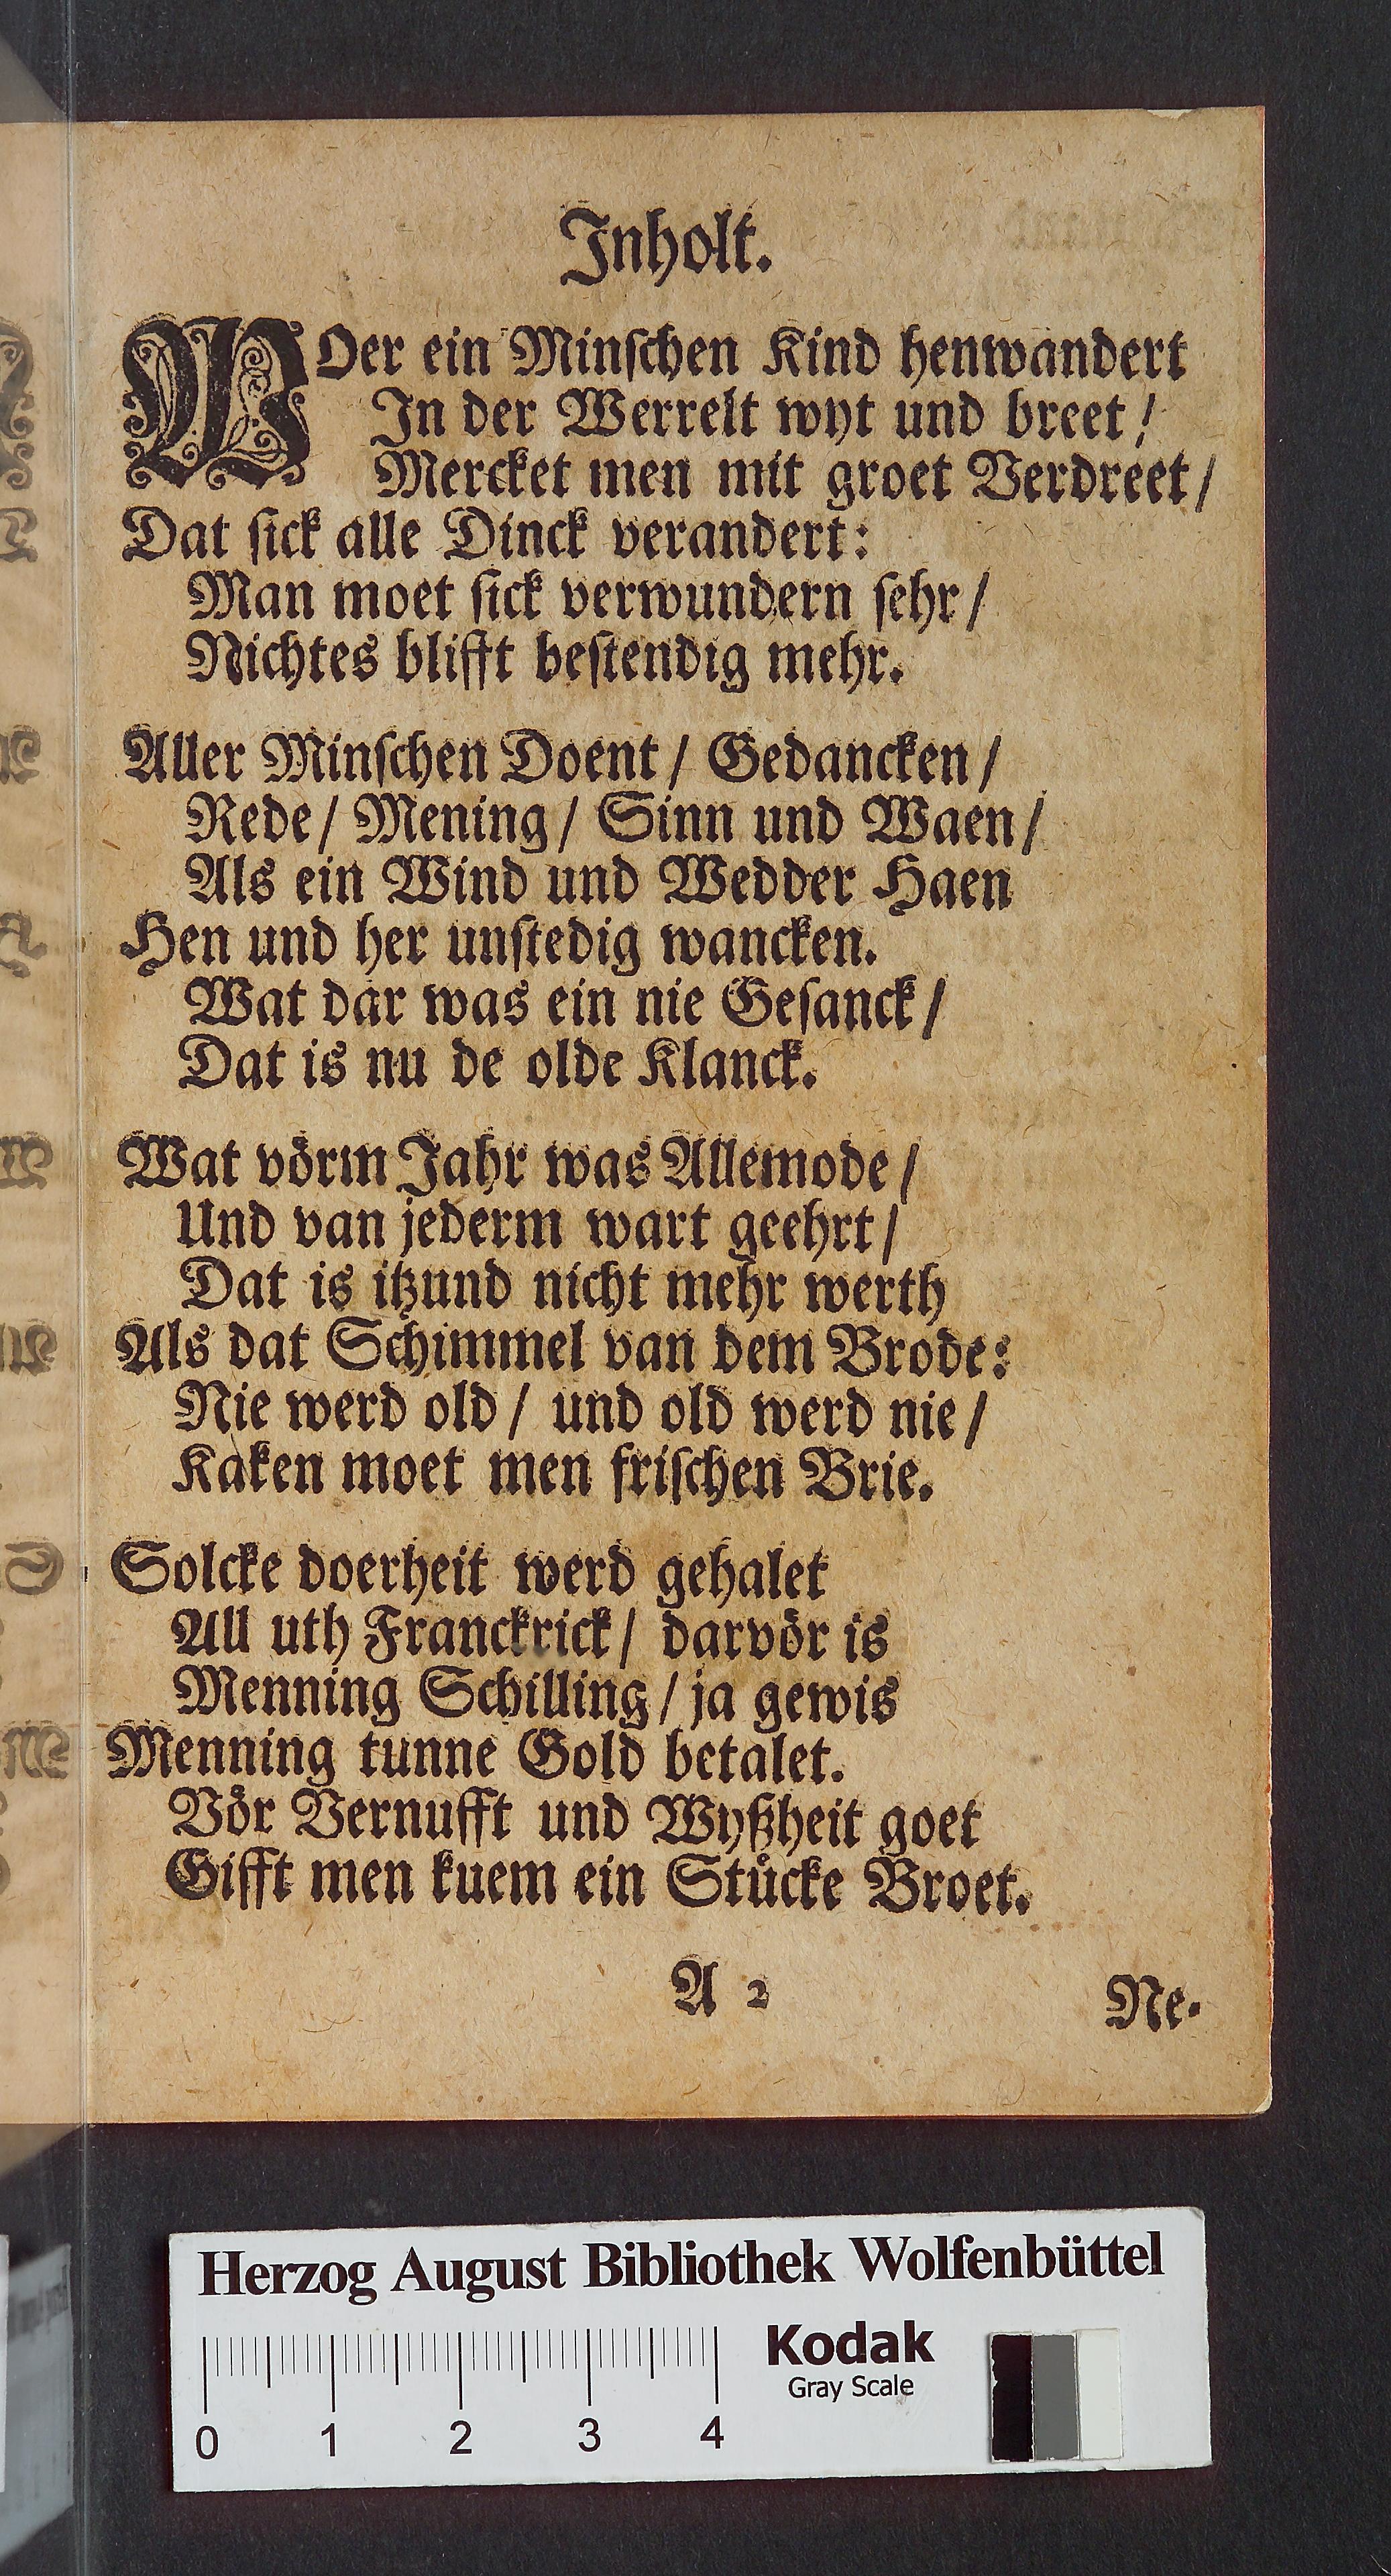 Inholt.
WOer ein Minſchen Kind henwandert
In der Werrelt wyt und breet/
Mercket men mit groet Verdreet/
Dat ſick alle Dinck verandert:
Man moet ſick verwundern ſehr/
Nichtes blifft beſtendig mehr.
Aller Minſchen Doent/ Gedancken/
Rede/ Mening/ Sinn und Waen/
Als ein Wind und Wedder Haen
Hen und her unſtedig wancken.
Wat dar was ein nie Geſanck/
Dat is nu de olde Klanck.
Wat vörm Jahr was Allemode/
Und van jederm wart geehrt/
Dat is itzund nicht mehr werth
Als dat Schimmel van dem Brode:
Nie werd old/ und old werd nie/
Kaken moet men friſchen Brie.
Solcke doerheit werd gehalet
All uth Franckrick/ darvör is
Menning Schilling/ ja gewis
Menning tunne Gold betalet.
Vör Vernufft und Wyßheit goet
Gifft men kuem ein Stücke Broet.
A 2
Ne-
Herzog August Bibliothek Wolfenbüttel
Kodak
Gray Scale
0 1 2 3 4